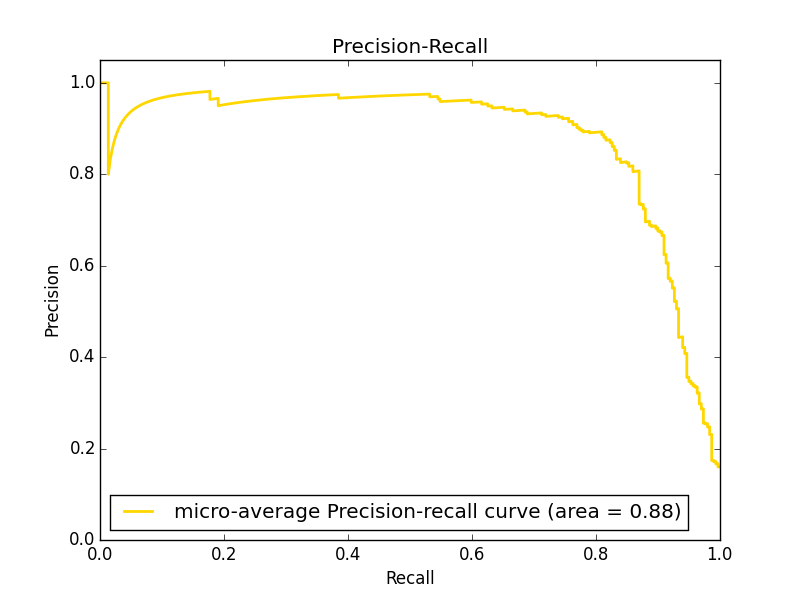 Precision-Recall
1.0
0.8
0.6
0.4
0.2
0.0
Precision
micro-average Precision-recall curve (area = 0.88)
0.0 0.2 0.4 0.6 0.8 1.0
Recall